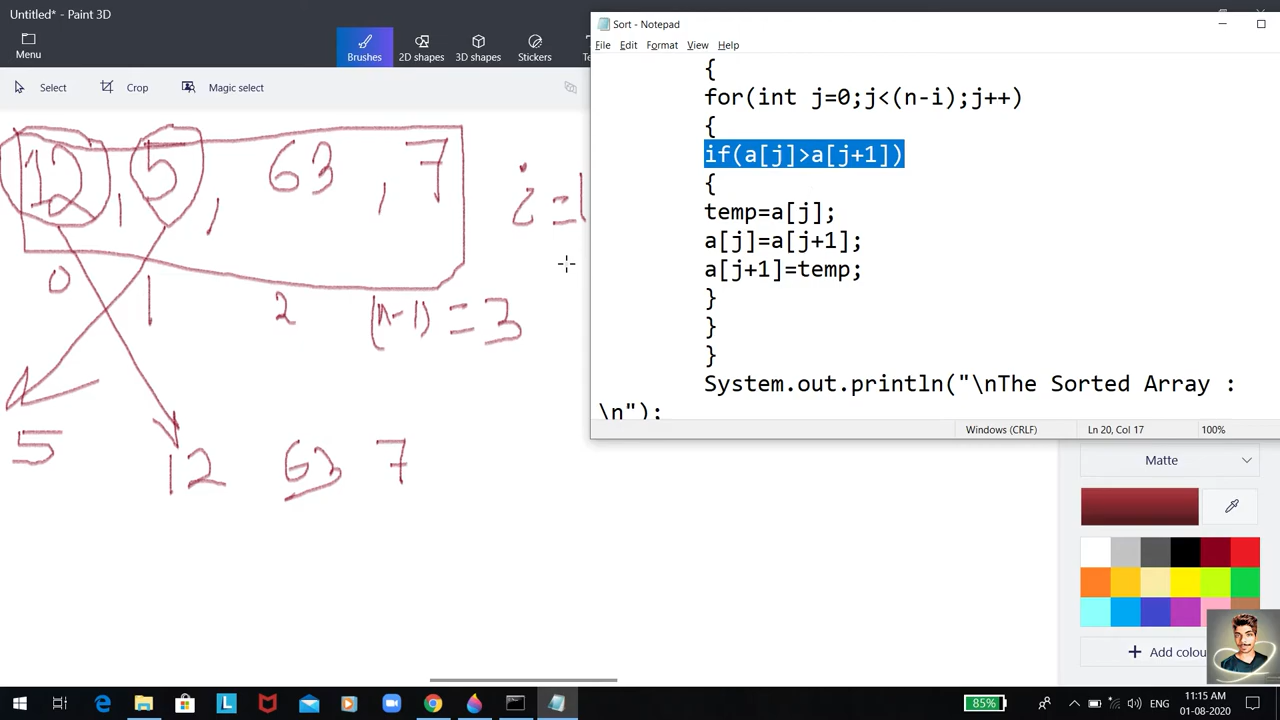 Untitled* - Paint 3D
Menu
Brushes
2D shapes
3D shapes
Stickers
Select
Crop
Magic select
12 , 5 , 63 , 7
i=1
0 1 2 (n-1) = 3
5 12 63 7
Sort - Notepad
File Edit Format View Help
{
for(int j=0;j<(n-i);j++)
{
if(a[j]>a[j+1])
{
temp=a[j];
a[j]=a[j+1];
a[j+1]=temp;
}
}
}
System.out.println("\nThe Sorted Array :
\n");
Windows (CRLF)
Ln 20, Col 17
100%
Matte
Add colou
85%
ENG
11:15 AM
01-08-2020